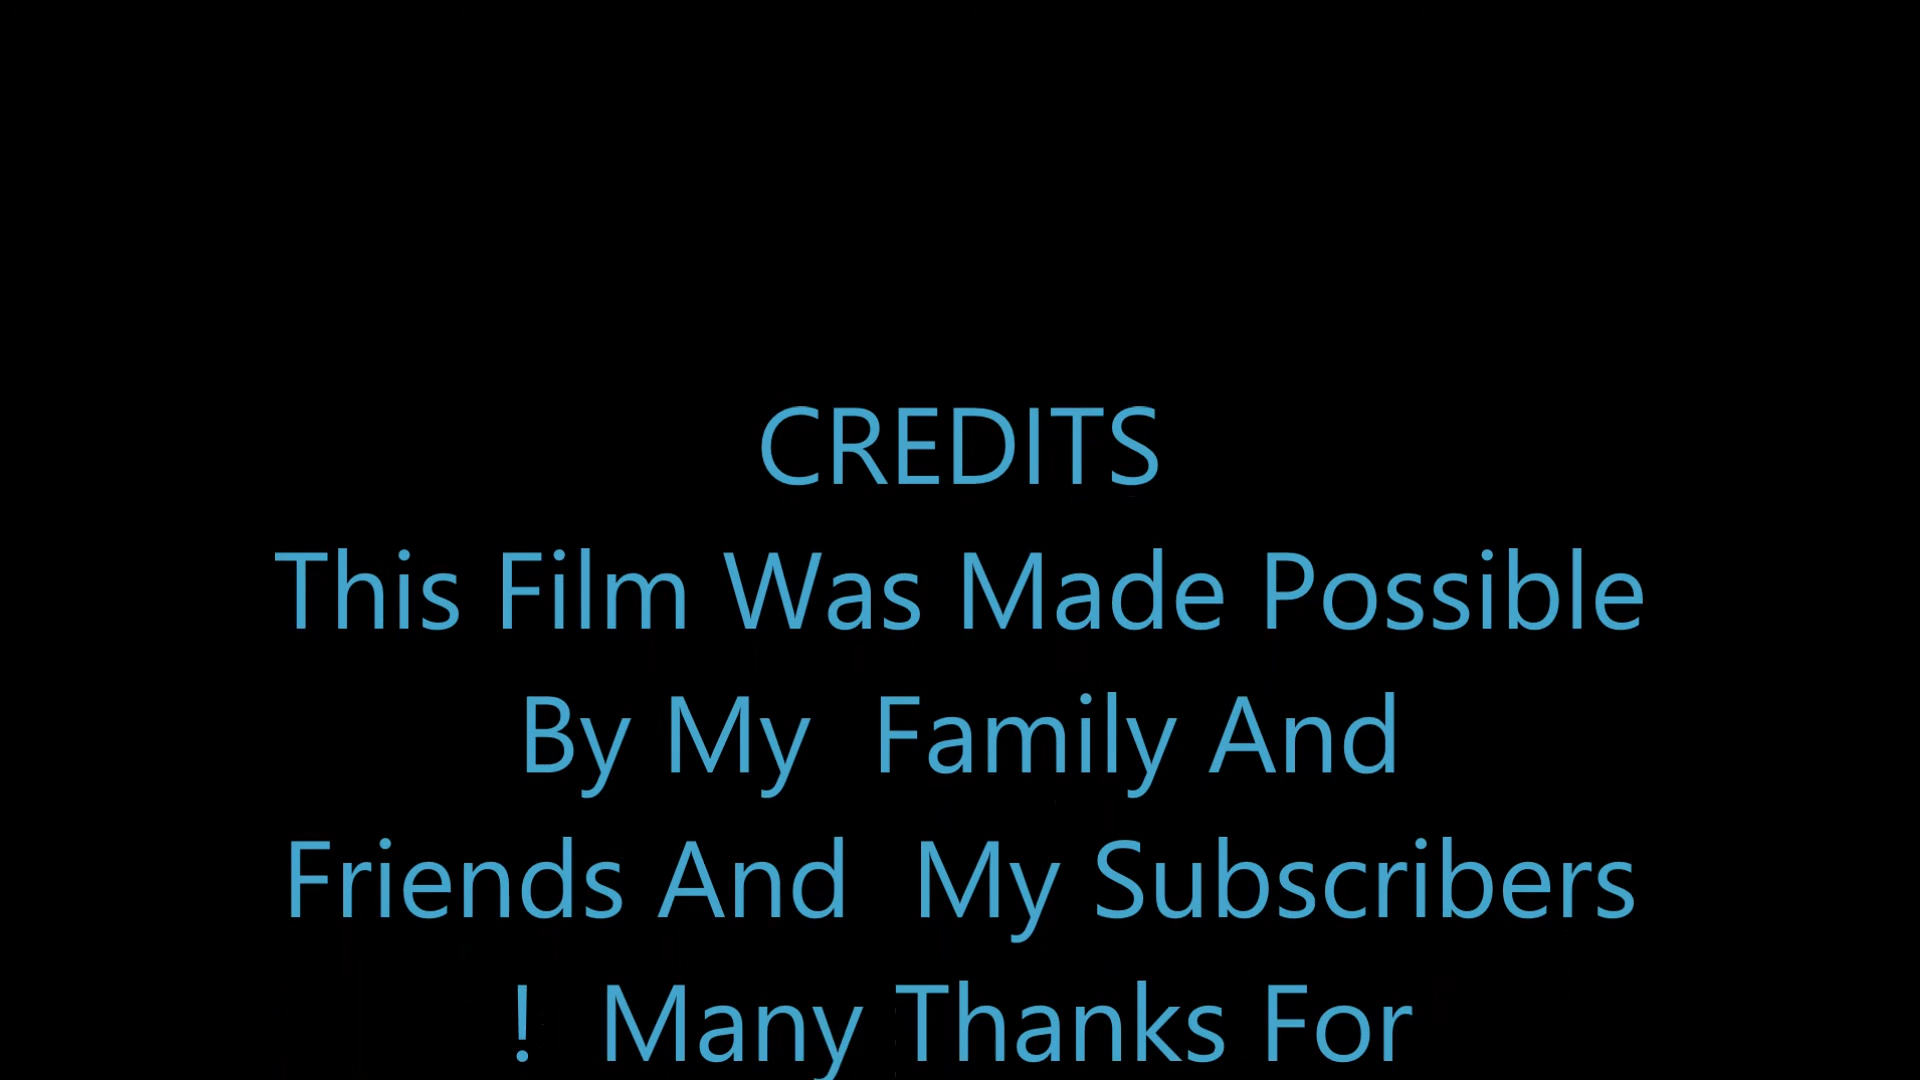 CREDITS
This Film Was Made Possible
By My  Family And
Friends And  My Subscribers
!  Many Thanks For